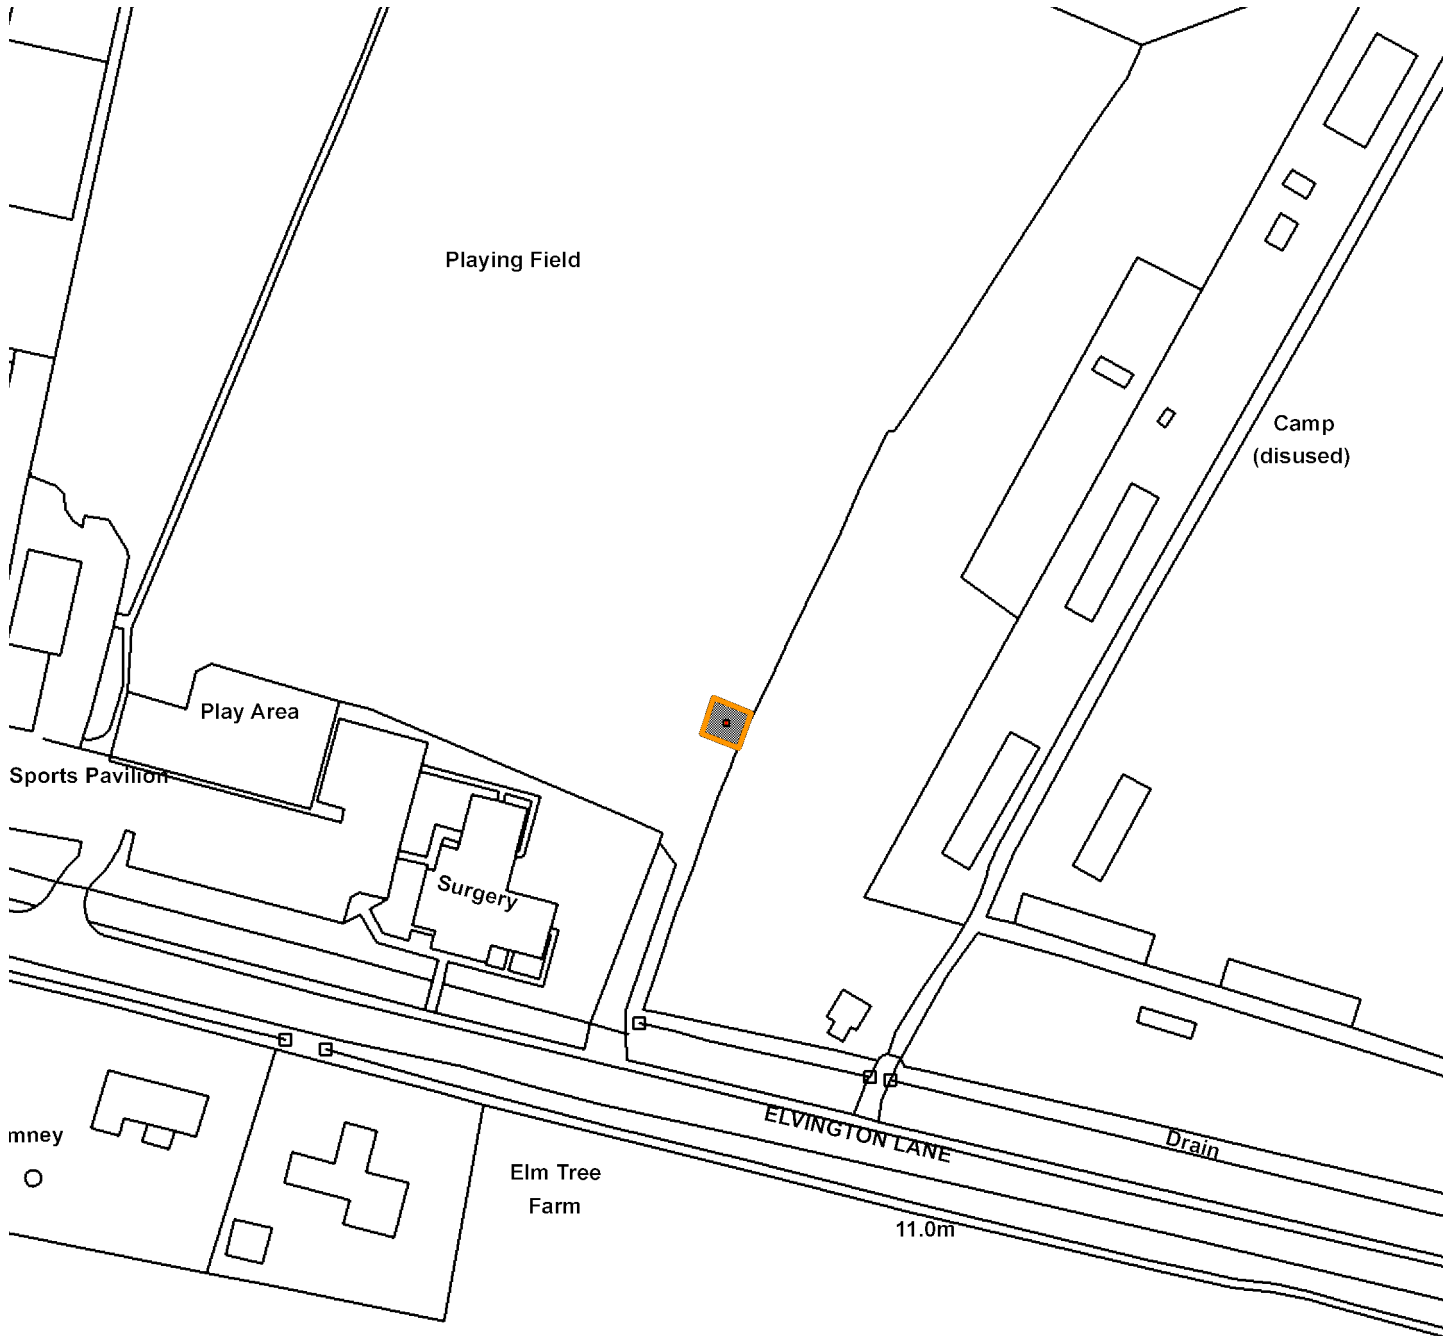 Playing Field
Camp
(disused)
Play Area
Sports Pavilion
Surgery
ELVINGTON LANE
Drain
mney
Elm Tree
Farm
11.0m